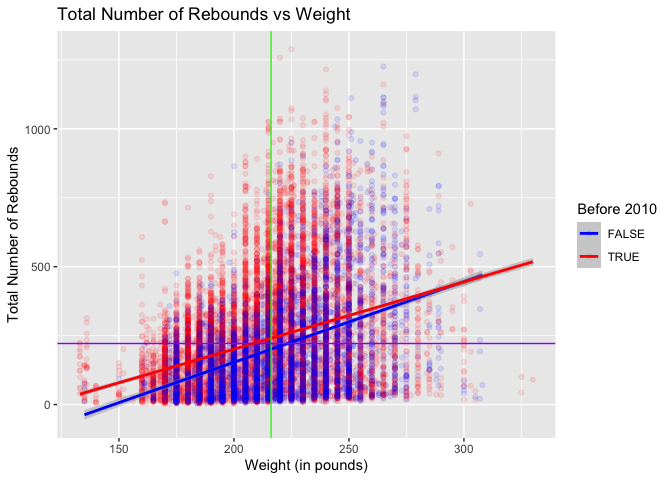 Total Number of Rebounds vs Weight
Total Number of Rebounds
1000
500
0
150
200
250
300
Weight (in pounds)
Before 2010
FALSE
TRUE